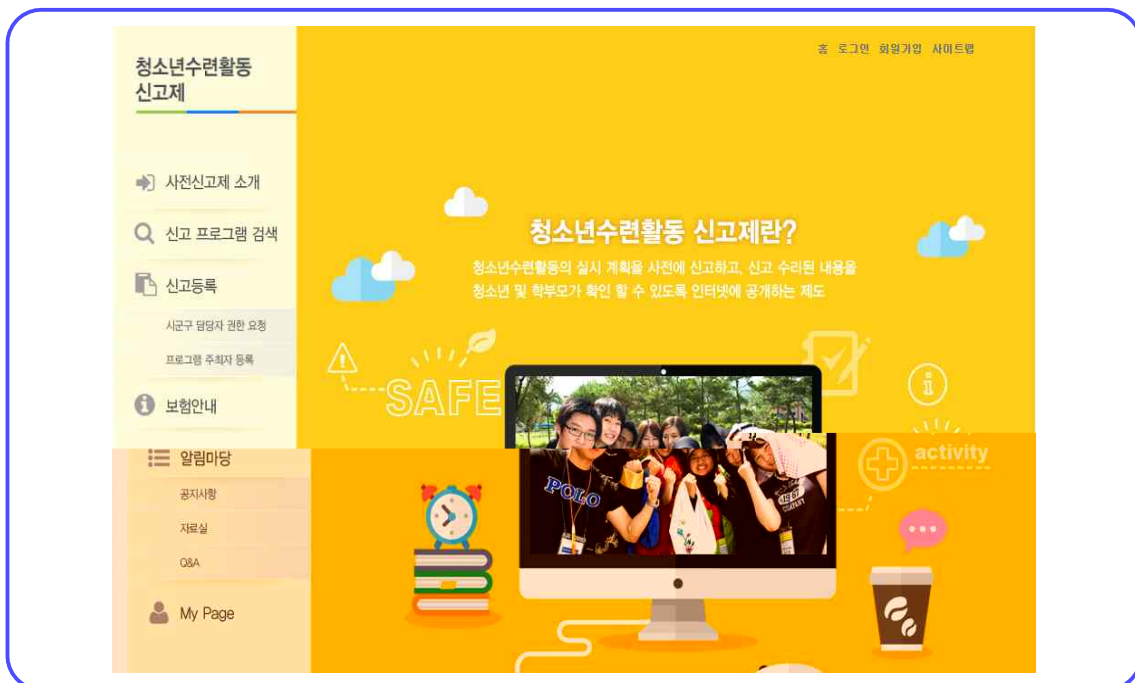 홈 로그인 회원가입 사이트맵
청소년수련활동
신고제
사전신고제 소개
신고 프로그램 검색
신고등록
시군구 담당자 권한 요청
프로그램 주최자 등록
보험안내
알림마당
공지사항
자료실
Q&A
My Page
청소년수련활동 신고제란?
청소년수련활동의 실시 계획을 사전에 신고하고, 신고 수리된 내용을
청소년 및 학부모가 확인 할 수 있도록 인터넷에 공개하는 제도
SAFE
i
activity
POLO